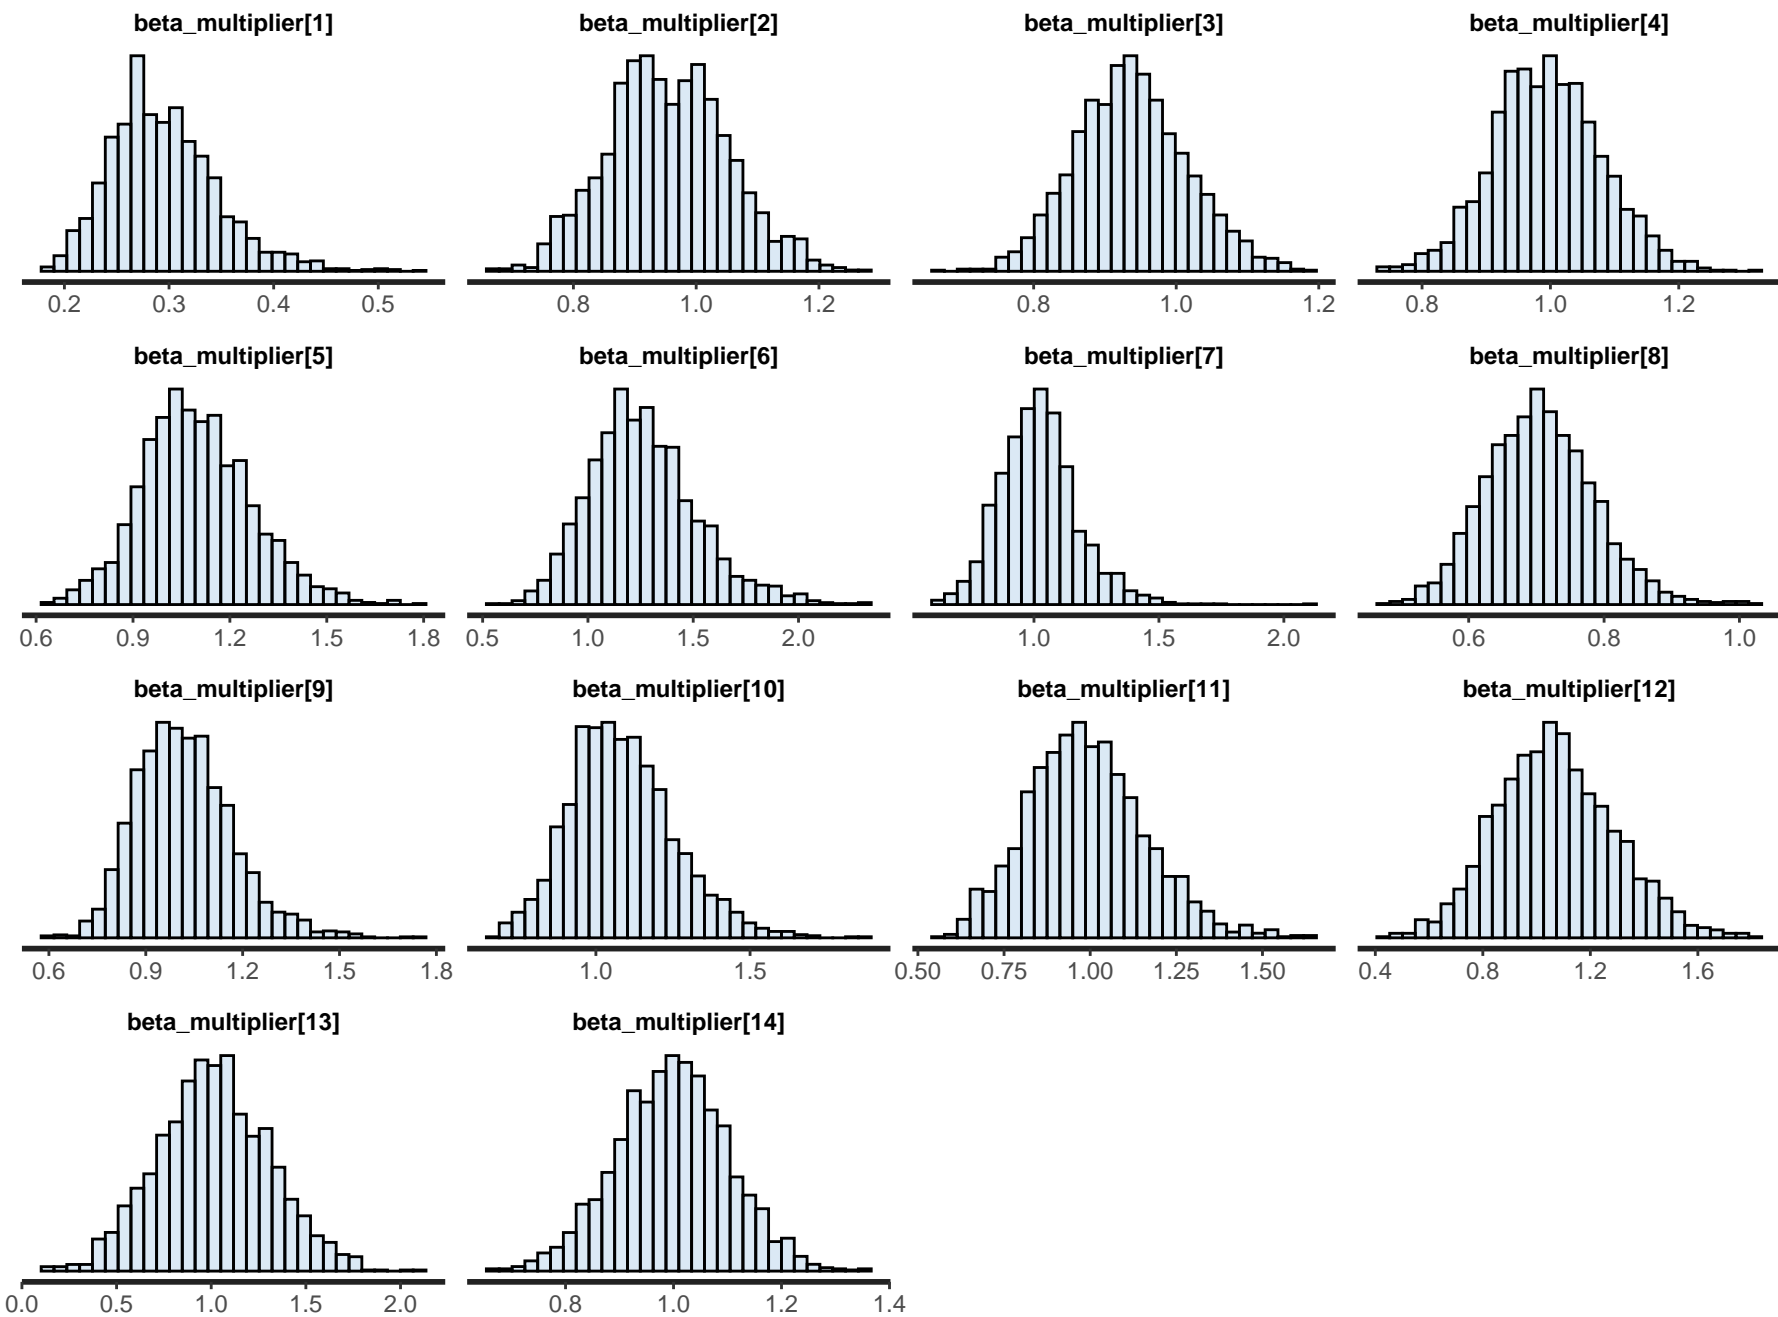 beta_multiplier[1] beta_multiplier[2] beta_multiplier[3] beta_multiplier[4]
0.2 0.3 0.4 0.5 0.8 1.0 1.2 0.8 1.0 1.2 0.8 1.0 1.2
beta_multiplier[5] beta_multiplier[6] beta_multiplier[7] beta_multiplier[8]
0.6 0.9 1.2 1.5 1.8 0.5 1.0 1.5 2.0 1.0 1.5 2.0 0.6 0.8 1.0
beta_multiplier[9] beta_multiplier[10] beta_multiplier[11] beta_multiplier[12]
0.6 0.9 1.2 1.5 1.8 1.0 1.5 0.50 0.75 1.00 1.25 1.50 0.4 0.8 1.2 1.6
beta_multiplier[13] beta_multiplier[14]
0.0 0.5 1.0 1.5 2.0 0.8 1.0 1.2 1.4